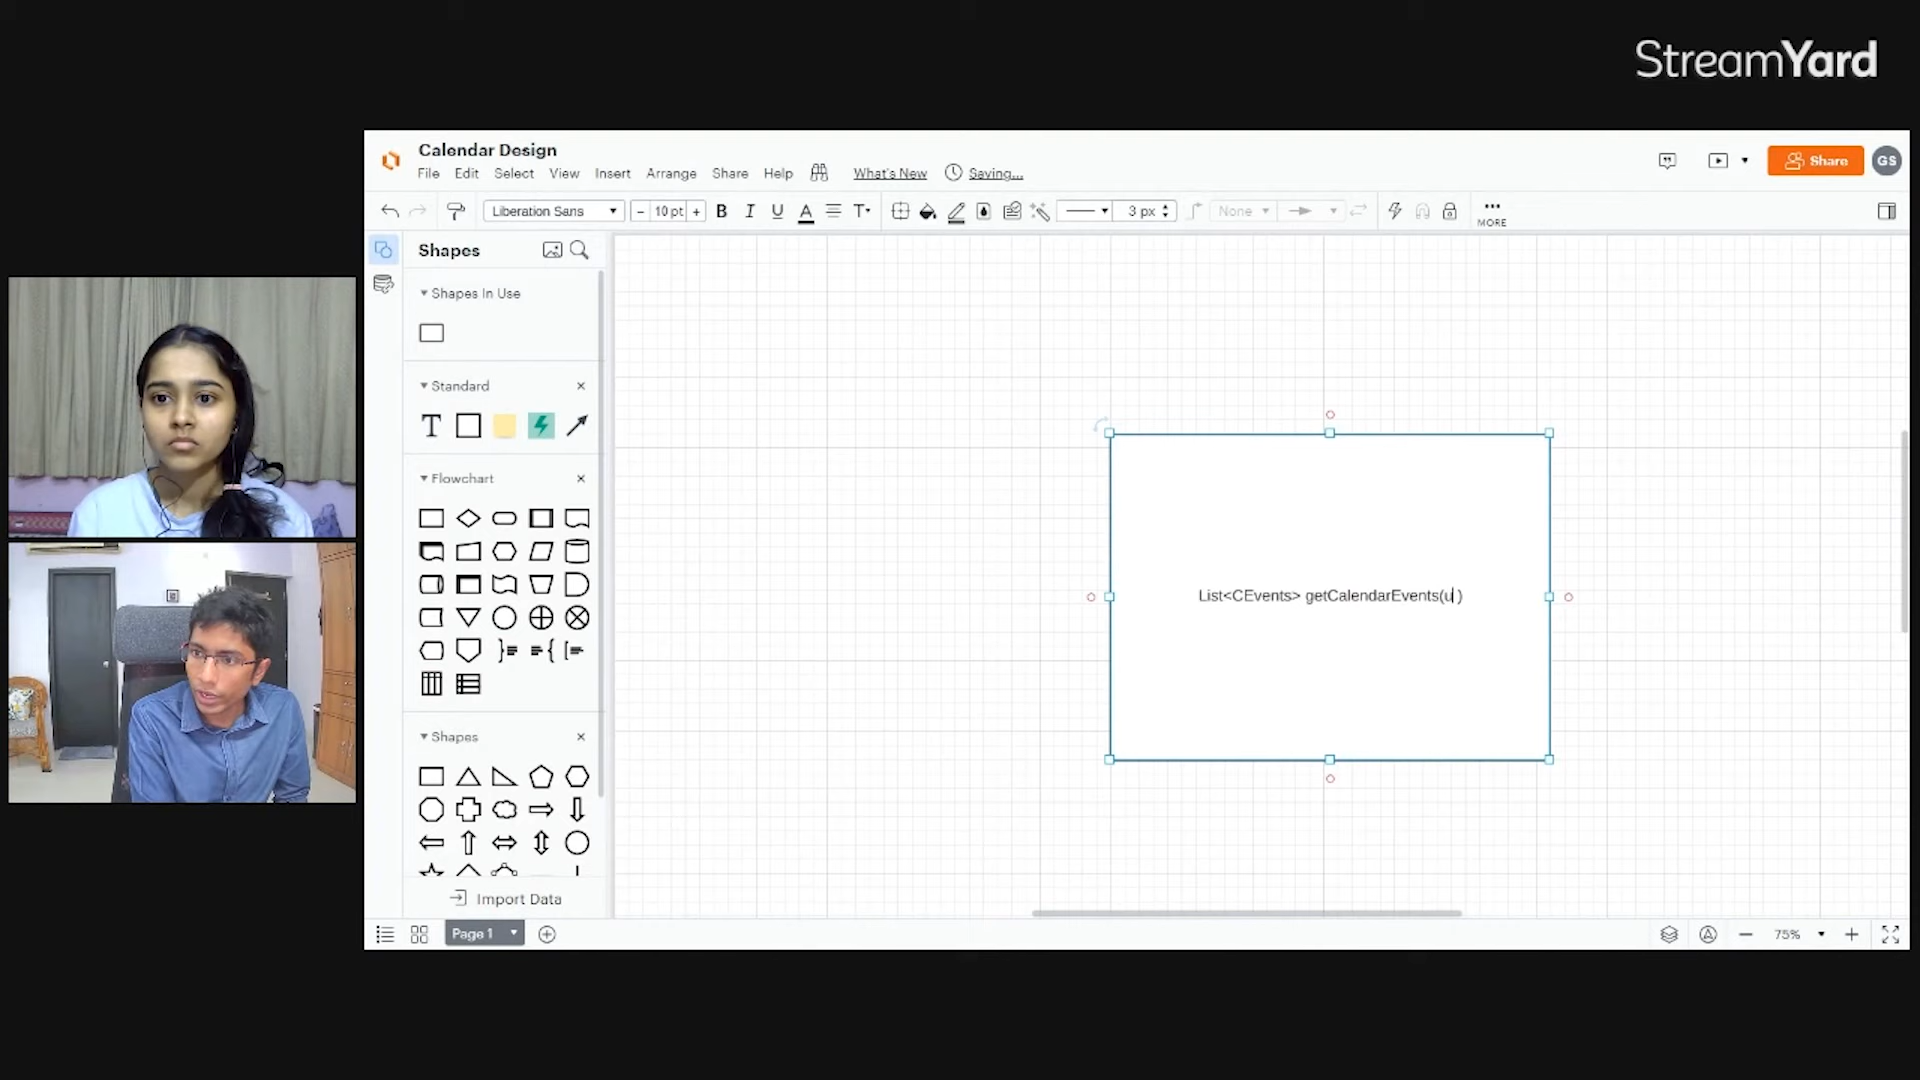 StreamYard
Calendar Design
File Edit Select View Insert Arrange Share Help What's New Saving...
Share GS
Liberation Sans − 10 pt + B I U A T 3 px None MORE
Shapes
Shapes In Use
Standard
T
Flowchart
Shapes
Import Data
List<CEvents> getCalendarEvents(u )
Page 1 75%